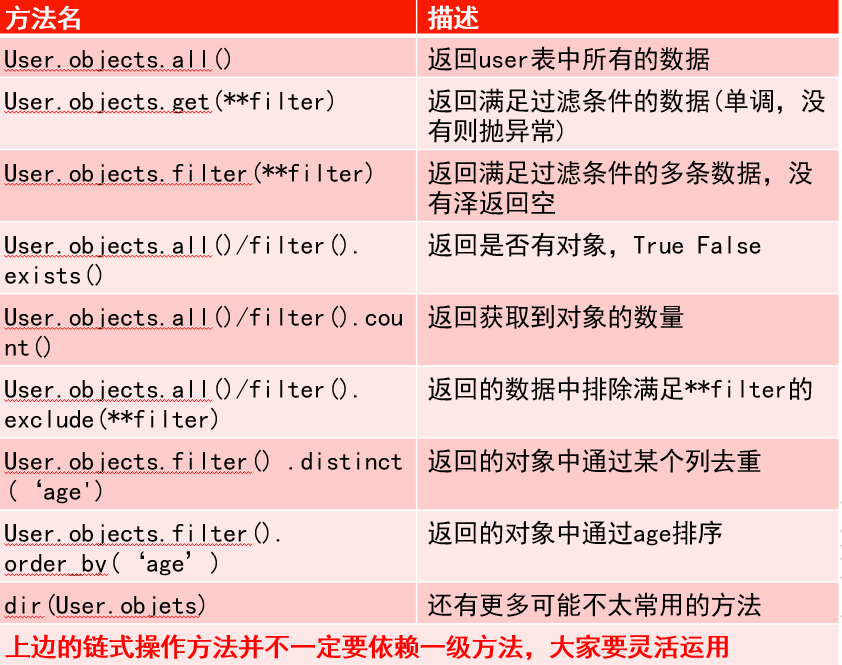 方法名 描述
User.objects.all() 返回user表中所有的数据
User.objects.get(**filter) 返回满足过滤条件的数据(单调，没
有则抛异常)
User.objects.filter(**filter) 返回满足过滤条件的多条数据，没
有泽返回空
User.objects.all()/filter(). 返回是否有对象，True False
exists()
User.objects.all()/filter().cou 返回获取到对象的数量
nt()
User.objects.all()/filter(). 返回的数据中排除满足**filter的
exclude(**filter)
User.objects.filter() .distinct 返回的对象中通过某个列去重
(‘age')
User.objects.filter(). 返回的对象中通过age排序
order_by(‘age’)
dir(User.objets) 还有更多可能不太常用的方法
上边的链式操作方法并不一定要依赖一级方法，大家要灵活运用